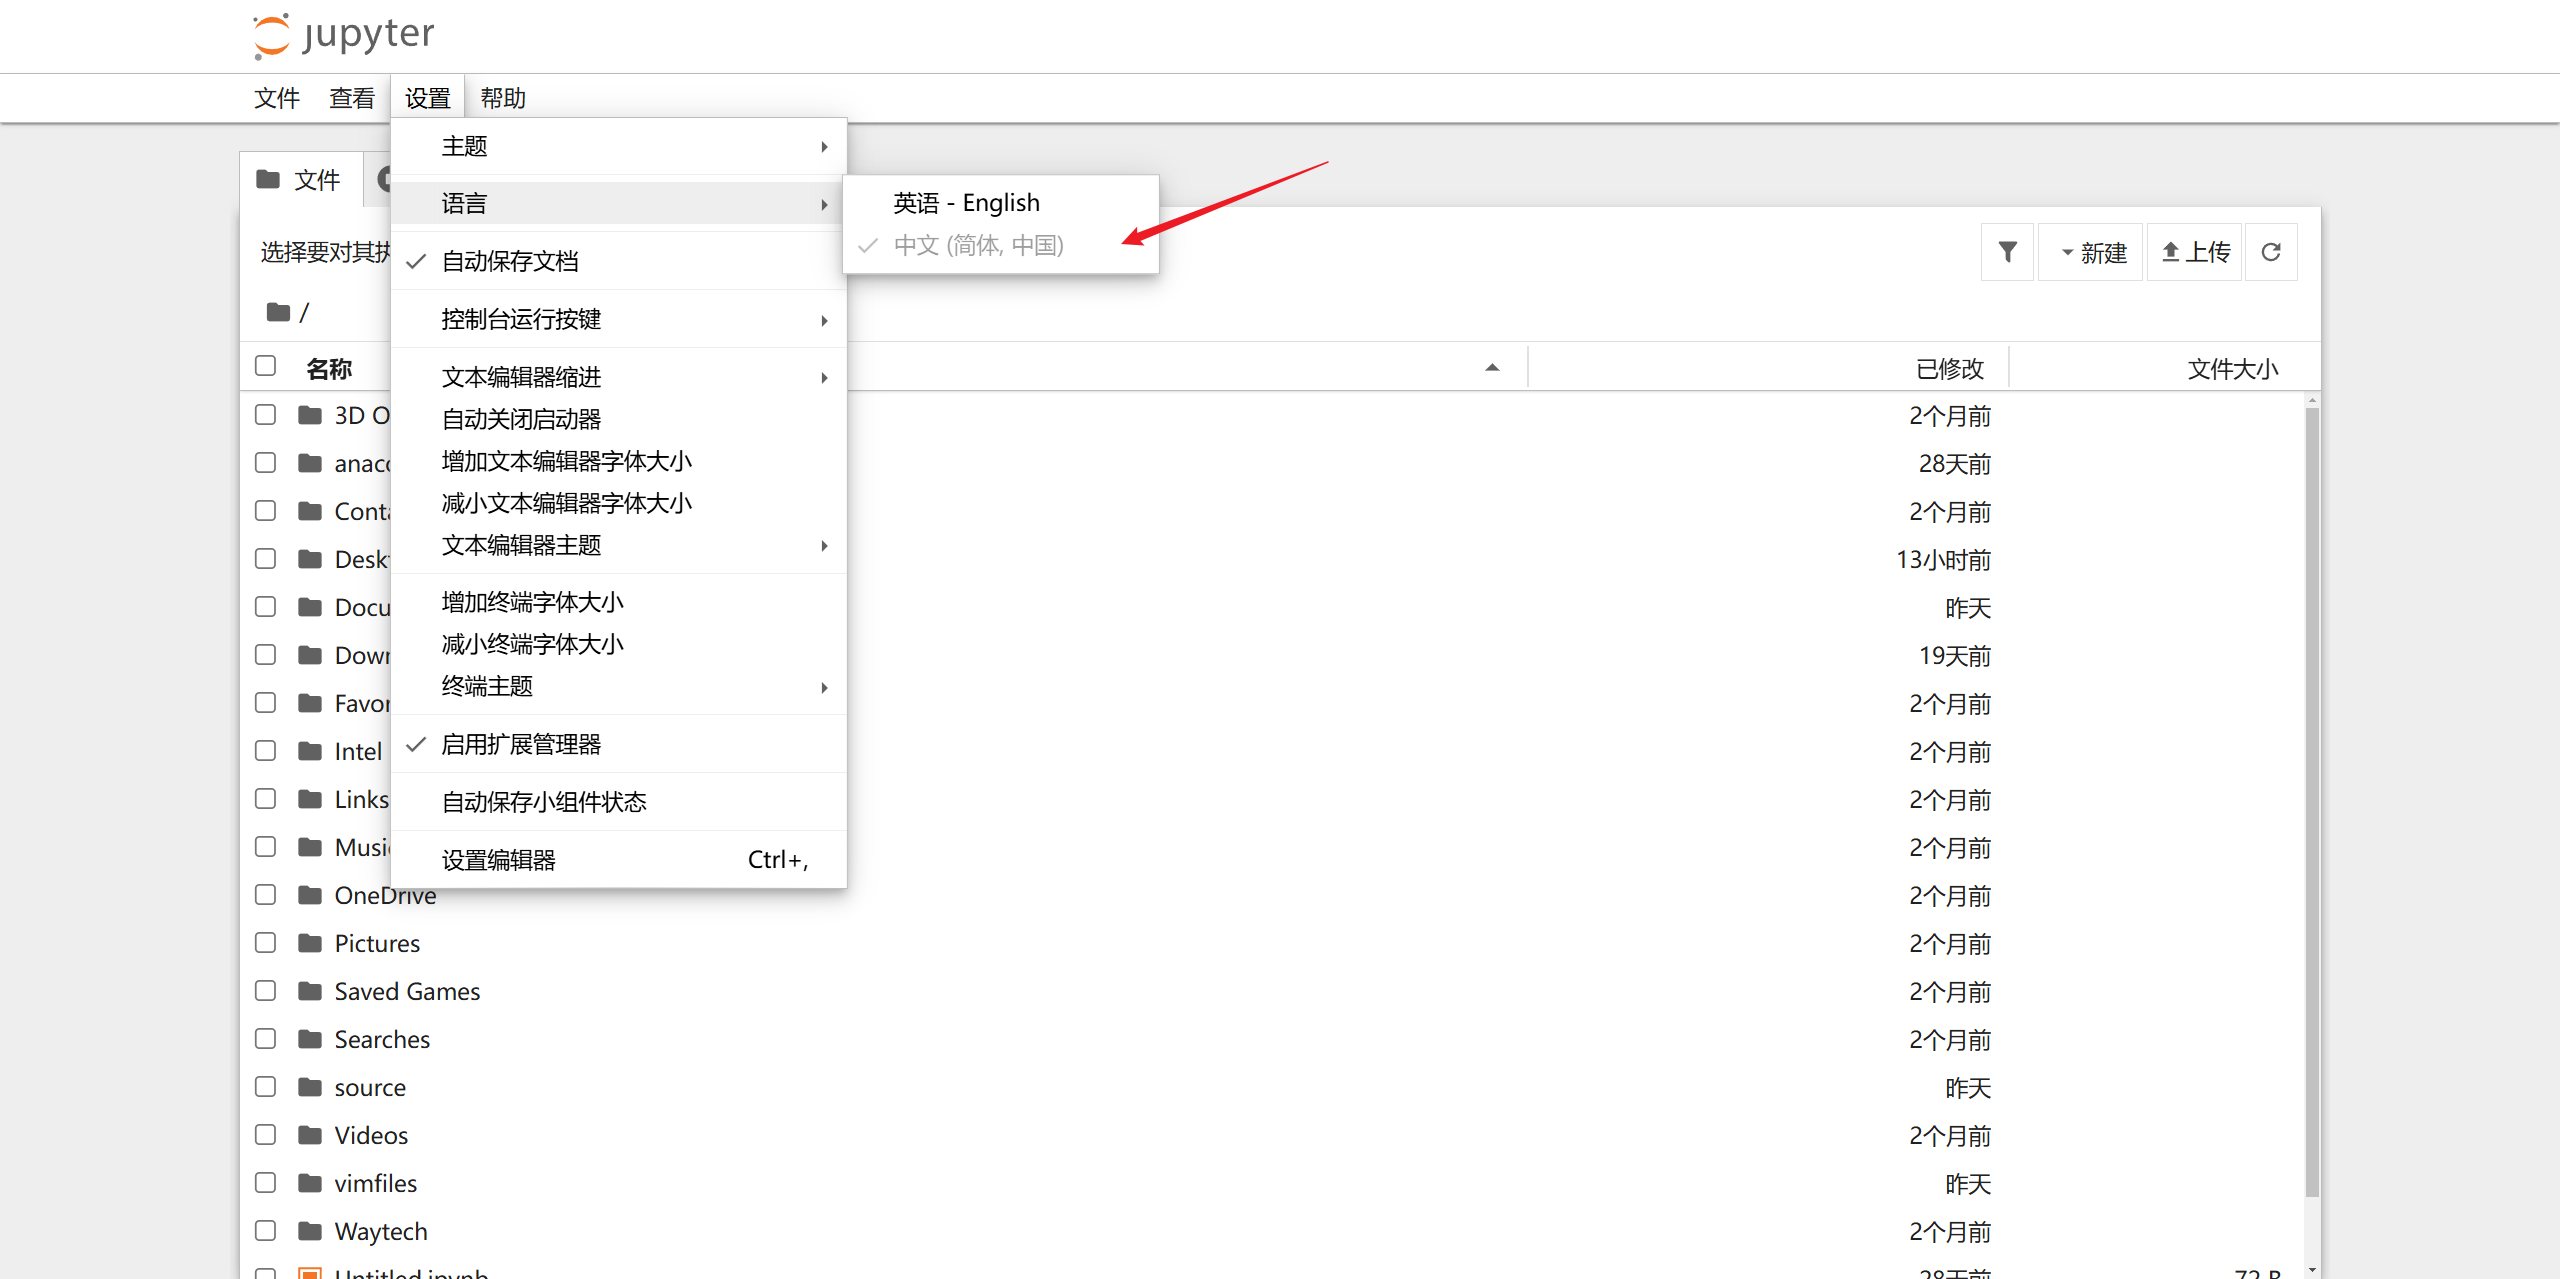 jupyter
文件 查看 设置 帮助
主题
文件
语言
英语 - English
中文 (简体, 中国)
选择要对其执
自动保存文档
新建 上传
/
控制台运行按键
名称 已修改 文件大小
文本编辑器缩进
自动关闭启动器
增加文本编辑器字体大小
减小文本编辑器字体大小
文本编辑器主题
增加终端字体大小
减小终端字体大小
终端主题
启用扩展管理器
自动保存小组件状态
设置编辑器 Ctrl+,
3D O 2个月前
anac 28天前
Conta 2个月前
Desk 13小时前
Docu 昨天
Down 19天前
Favor 2个月前
Intel 2个月前
Links 2个月前
Musi 2个月前
OneDrive 2个月前
Pictures 2个月前
Saved Games 2个月前
Searches 2个月前
source 昨天
Videos 2个月前
vimfiles 昨天
Waytech 2个月前
Untitled.ipynb 28天前 72 B